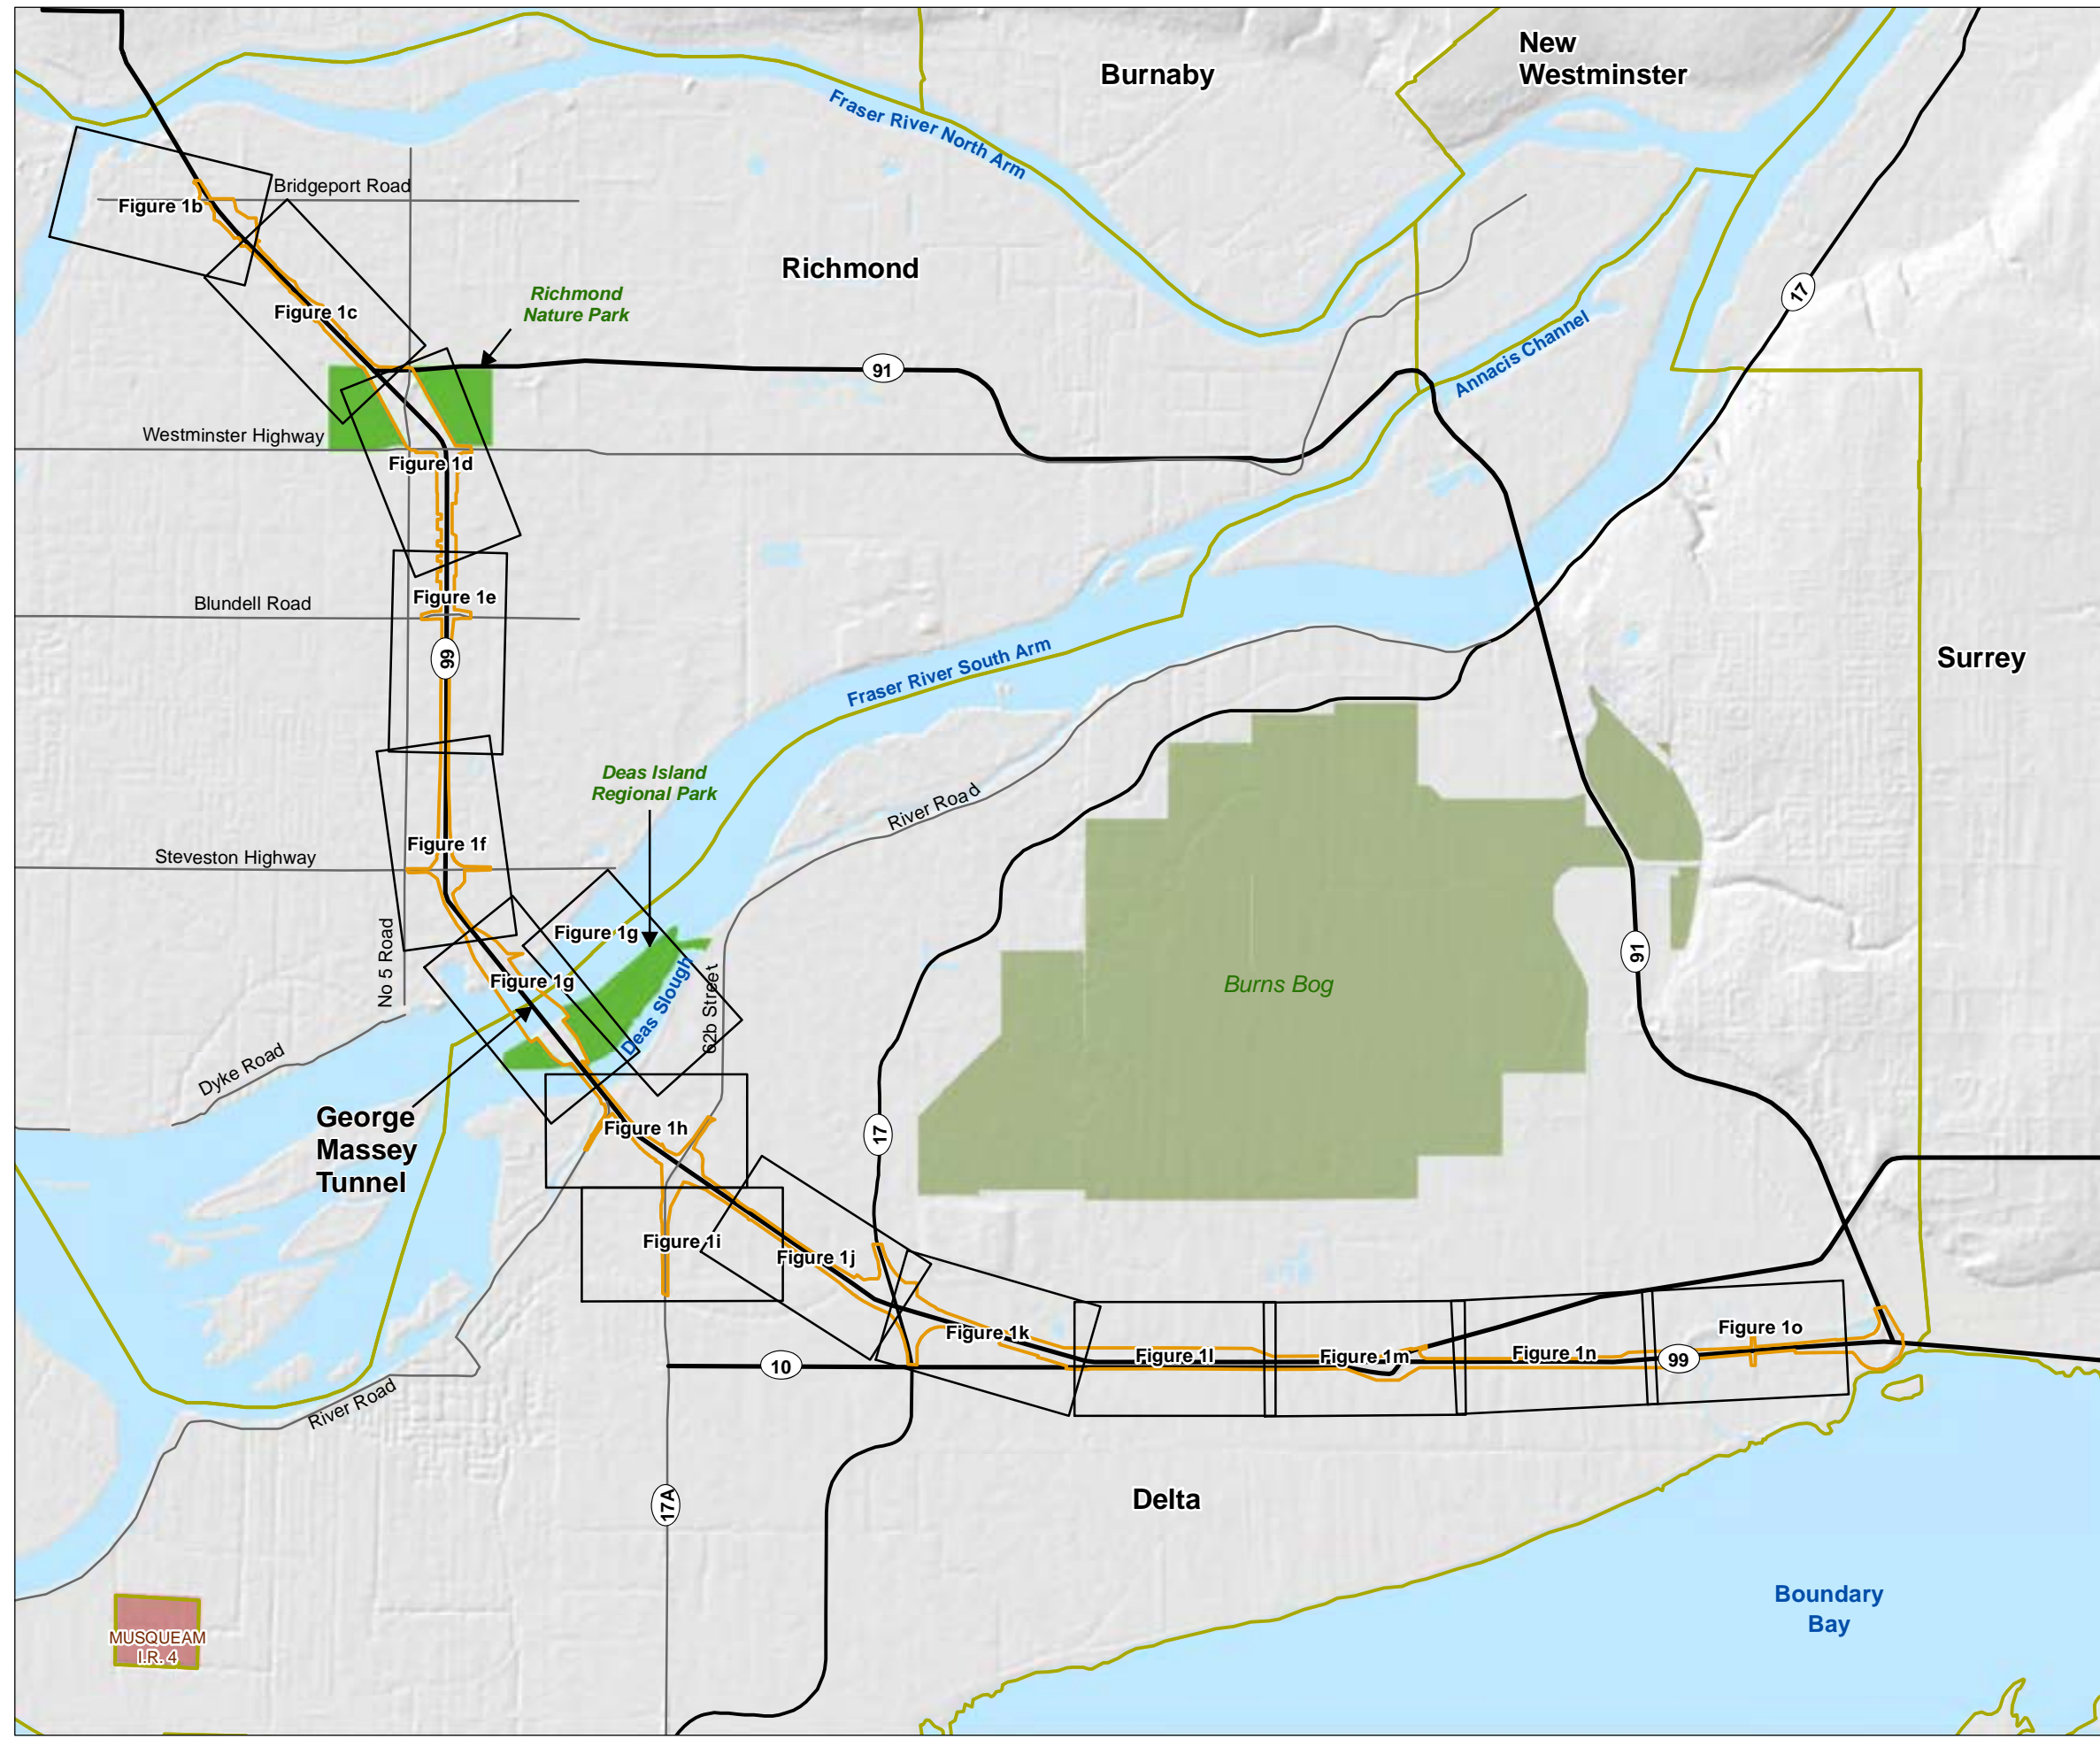 New
Westminster
Burnaby
Fraser River North Arm
Bridgeport Road
Figure 1b
Richmond
Richmond
Nature Park
17
Figure 1c
Annacis Channel
91
Westminster Highway
Figure 1d
Figure 1e
Blundell Road
99
Fraser River South Arm
Surrey
Deas Island
Regional Park
River Road
Figure 1f
Steveston Highway
Figure 1g
No 5 Road
Figure 1g
Deas Slough
62b Street
91
Burns Bog
Dyke Road
George
Massey
Tunnel
Figure 1h
17
Figure 1i
Figure 1j
Figure 1k
Figure 1l
Figure 1m
Figure 1n
Figure 1o
99
10
River Road
17A
Delta
Boundary
Bay
MUSQUEAM
I.R. 4